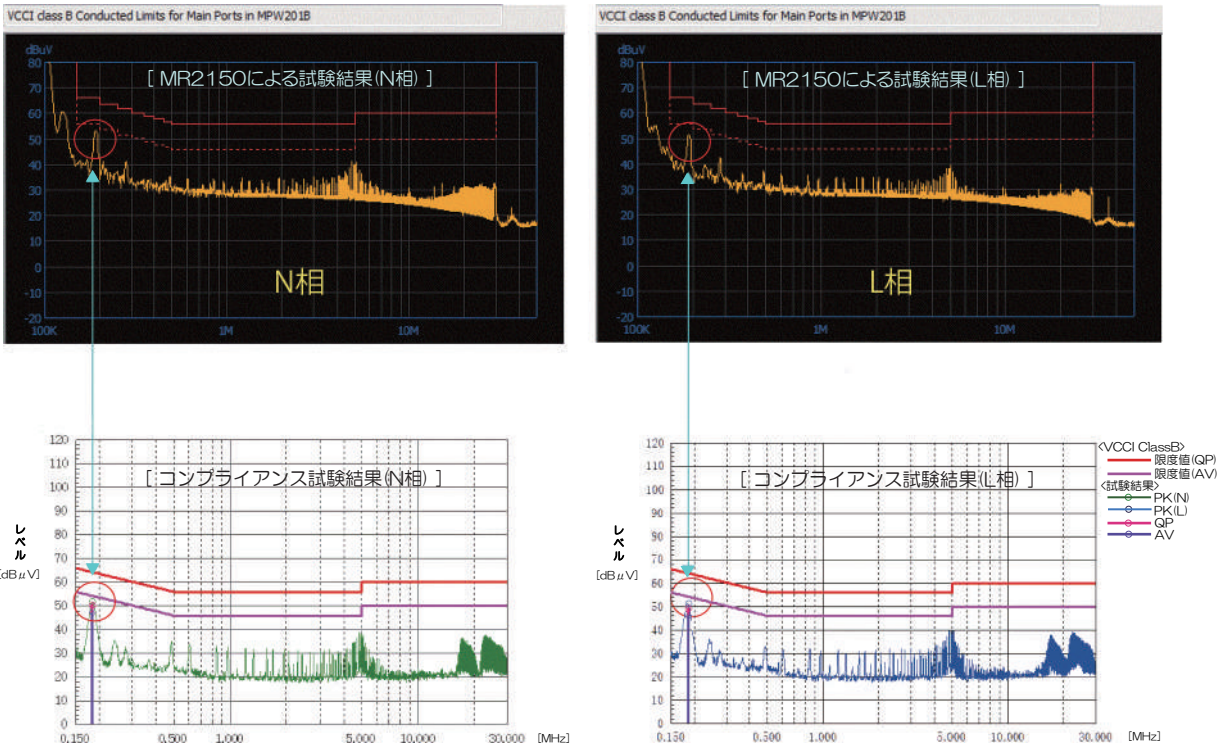 VCCI class B Conducted Limits for Main Ports in MPW201B
dBuV
[ MR2150による試験結果(N相) ]
80
70
60
50
40
30
20
10
0
-10
-20
N相
100K
1M
10M
VCCI class B Conducted Limits for Main Ports in MPW201B
dBuV
[ MR2150による試験結果(L相) ]
80
70
60
50
40
30
20
10
0
-10
-20
L相
100K
1M
10M
[ コンプライアンス試験結果(N相) ]
120
110
100
90
80
70
60
50
40
30
20
10
0
レベル
[dBμV]
0.150
0.500
1.000
5.000
10.000
30.000
[MHz]
[ コンプライアンス試験結果(L相) ]
120
110
100
90
80
70
60
50
40
30
20
10
0
レベル
[dBμV]
0.150
0.500
1.000
5.000
10.000
30.000
[MHz]
<VCCI ClassB>
限度値(QP)
限度値(AV)
<試験結果>
PK(N)
PK(L)
QP
AV